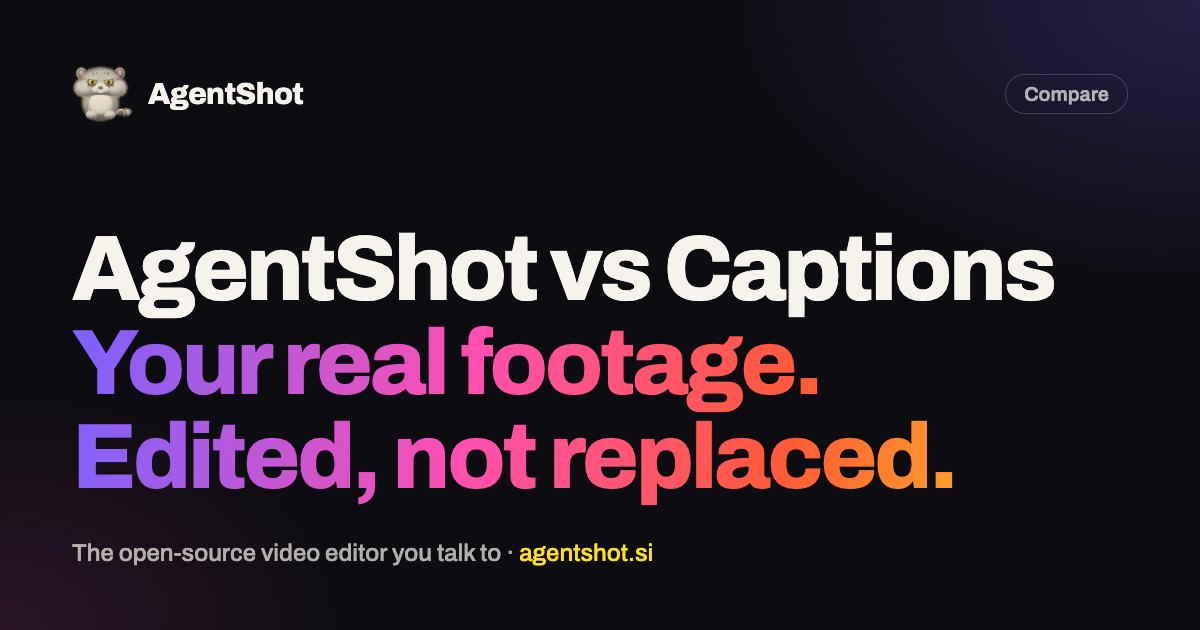 AgentShot
Compare
AgentShot vs Captions
Your real footage.
Edited, not replaced.
The open-source video editor you talk to · agentshot.si